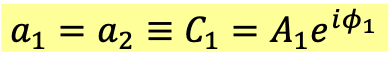 a₁ = a₂ ≡ C₁ = A₁e^{iϕ₁}